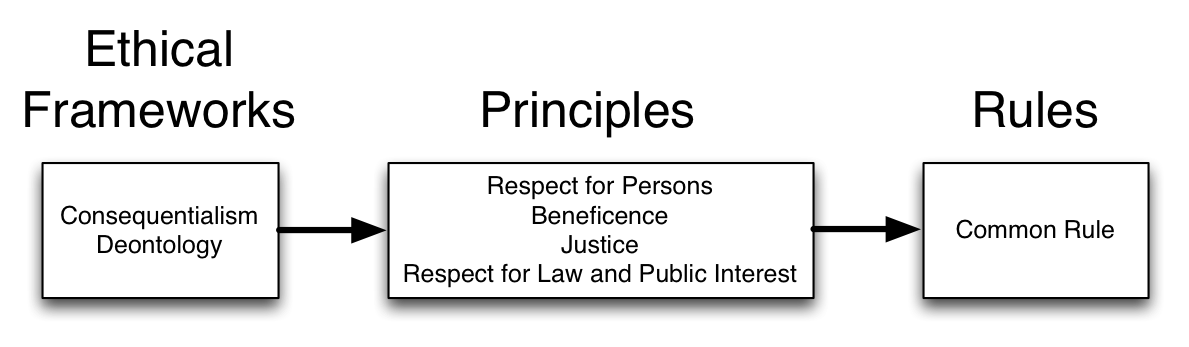 Ethical
Frameworks
Principles
Rules
Consequentialism
Deontology
Respect for Persons
Beneficence
Justice
Respect for Law and Public Interest
Common Rule